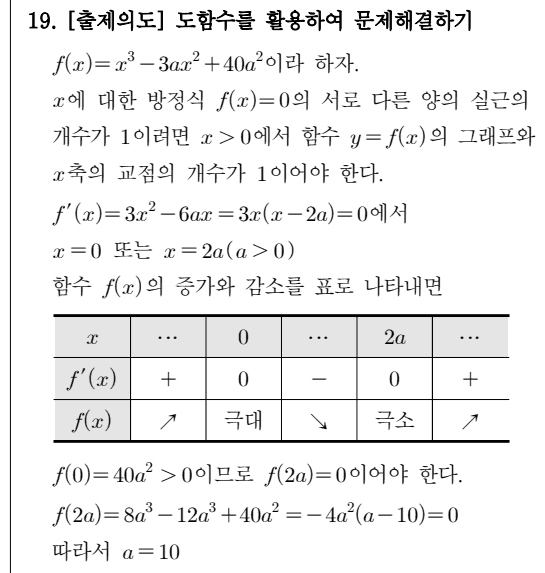 19. [출제의도] 도함수를 활용하여 문제해결하기
f(x)=x³−3ax²+40a²이라 하자.
x에 대한 방정식 f(x)=0의 서로 다른 양의 실근의
개수가 1이려면 x>0에서 함수 y=f(x)의 그래프와
x축의 교점의 개수가 1이어야 한다.
f′(x)=3x²−6ax=3x(x−2a)=0에서
x=0 또는 x=2a(a>0)
함수 f(x)의 증가와 감소를 표로 나타내면
x ⋯ 0 ⋯ 2a ⋯
f′(x) + 0 − 0 +
f(x) ↗ 극대 ↘ 극소 ↗
f(0)=40a²>0이므로 f(2a)=0이어야 한다.
f(2a)=8a³−12a³+40a²=−4a²(a−10)=0
따라서 a=10